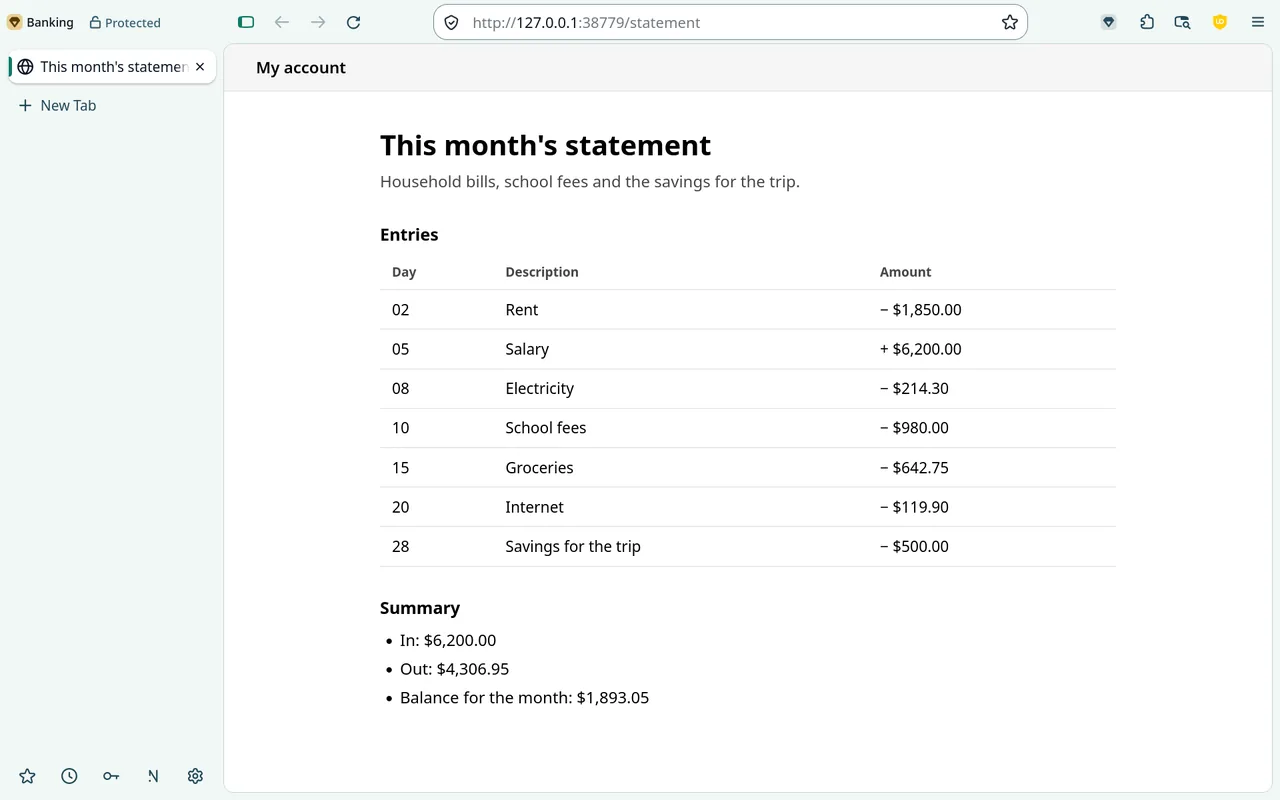 Banking
Protected
http://127.0.0.1:38779/statement
This month's statemen
New Tab
My account
This month's statement
Household bills, school fees and the savings for the trip.
Entries
Day Description Amount
02 Rent − $1,850.00
05 Salary + $6,200.00
08 Electricity − $214.30
10 School fees − $980.00
15 Groceries − $642.75
20 Internet − $119.90
28 Savings for the trip − $500.00
Summary
• In: $6,200.00
• Out: $4,306.95
• Balance for the month: $1,893.05